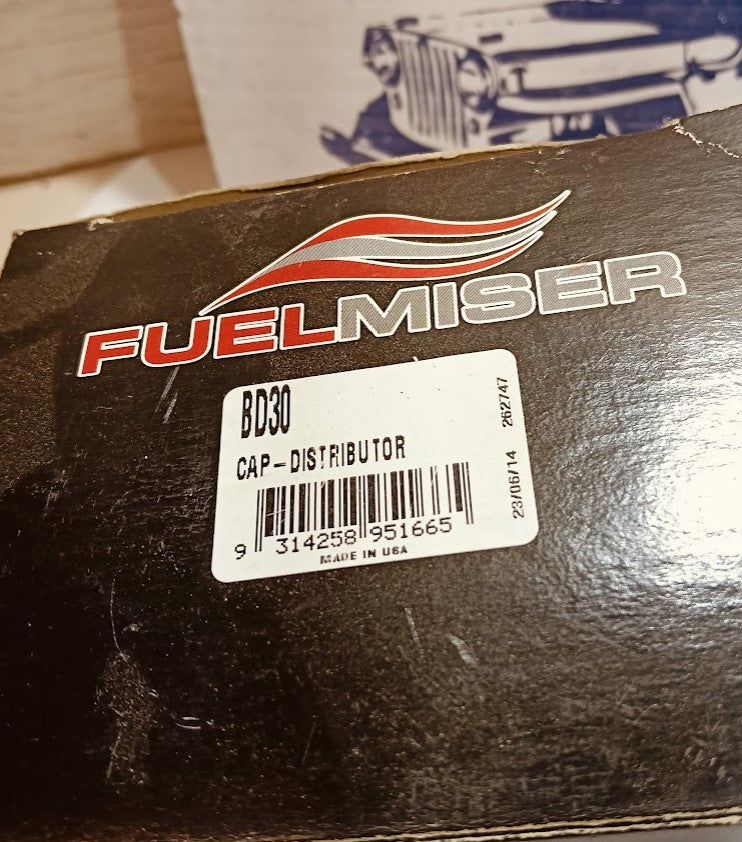 FUELMISER
BD30
CAP-DISTRIBUTOR
9 314258 951665
MADE IN USA
23/06/14 262747